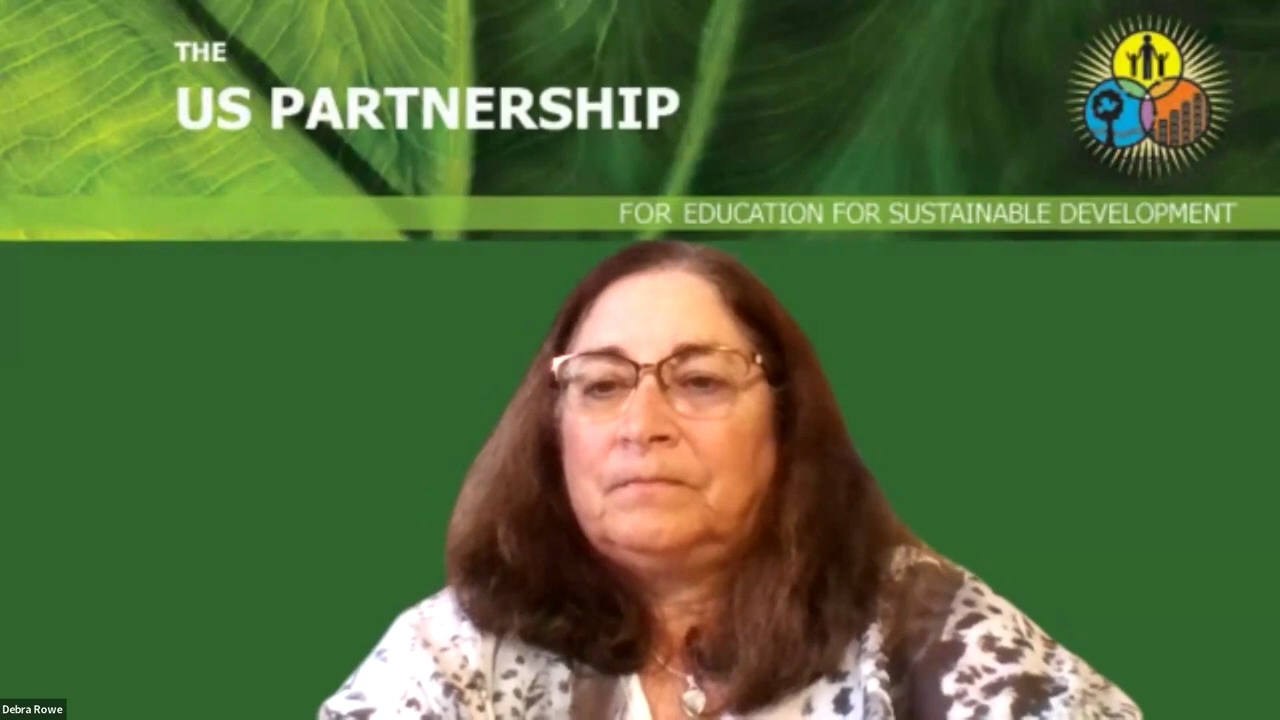 THE
US PARTNERSHIP
FOR EDUCATION FOR SUSTAINABLE DEVELOPMENT
Debra Rowe